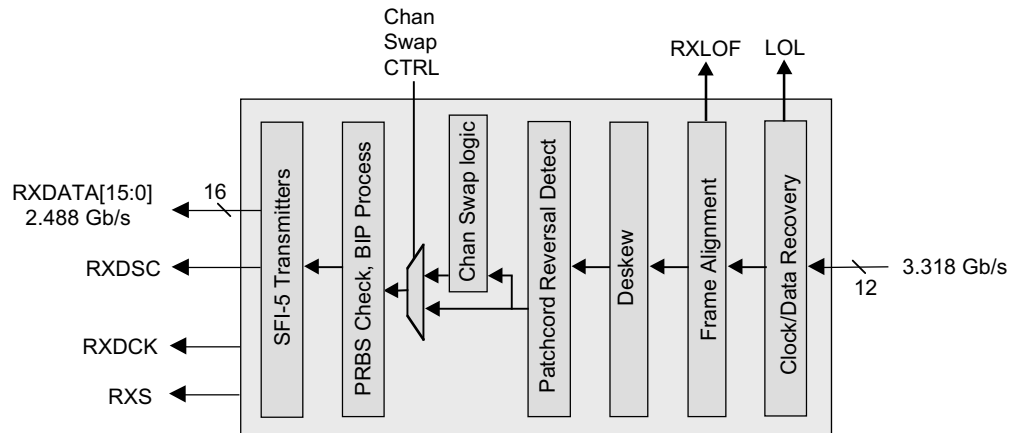 Chan
Swap
CTRL
RXLOF
LOL
RXDATA[15:0]
2.488 Gb/s
16
RXDSC
RXDCK
RXS
SFI-5 Transmitters
PRBS Check, BIP Process
Chan Swap logic
Patchcord Reversal Detect
Deskew
Frame Alignment
Clock/Data Recovery
3.318 Gb/s
12